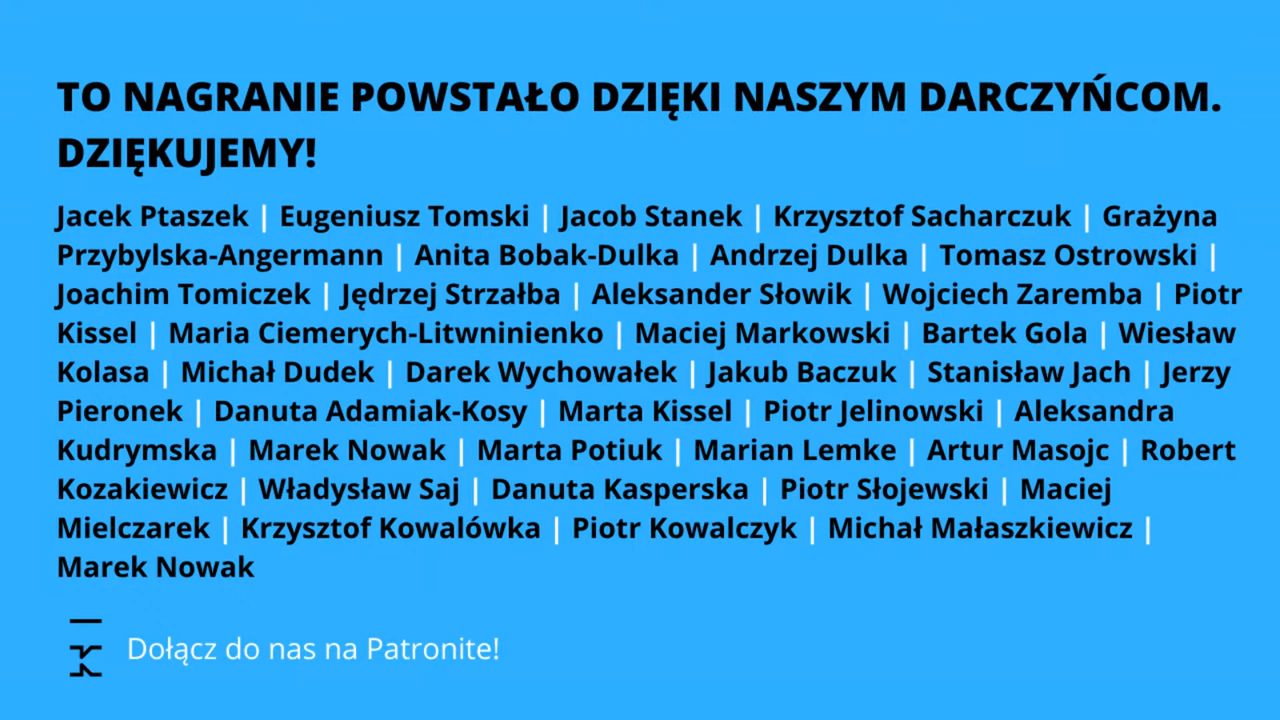 TO NAGRANIE POWSTAŁO DZIĘKI NASZYM DARCZYŃCOM.
DZIĘKUJEMY!
Jacek Ptaszek | Eugeniusz Tomski | Jacob Stanek | Krzysztof Sacharczuk | Grażyna
Przybylska-Angermann | Anita Bobak-Dulka | Andrzej Dulka | Tomasz Ostrowski |
Joachim Tomiczek | Jędrzej Strzałba | Aleksander Słowik | Wojciech Zaremba | Piotr
Kissel | Maria Ciemerych-Litwninienko | Maciej Markowski | Bartek Gola | Wiesław
Kolasa | Michał Dudek | Darek Wychowałek | Jakub Baczuk | Stanisław Jach | Jerzy
Pieronek | Danuta Adamiak-Kosy | Marta Kissel | Piotr Jelinowski | Aleksandra
Kudrymska | Marek Nowak | Marta Potiuk | Marian Lemke | Artur Masojc | Robert
Kozakiewicz | Władysław Saj | Danuta Kasperska | Piotr Słojewski | Maciej
Mielczarek | Krzysztof Kowalówka | Piotr Kowalczyk | Michał Małaszkiewicz |
Marek Nowak
Dołącz do nas na Patronite!